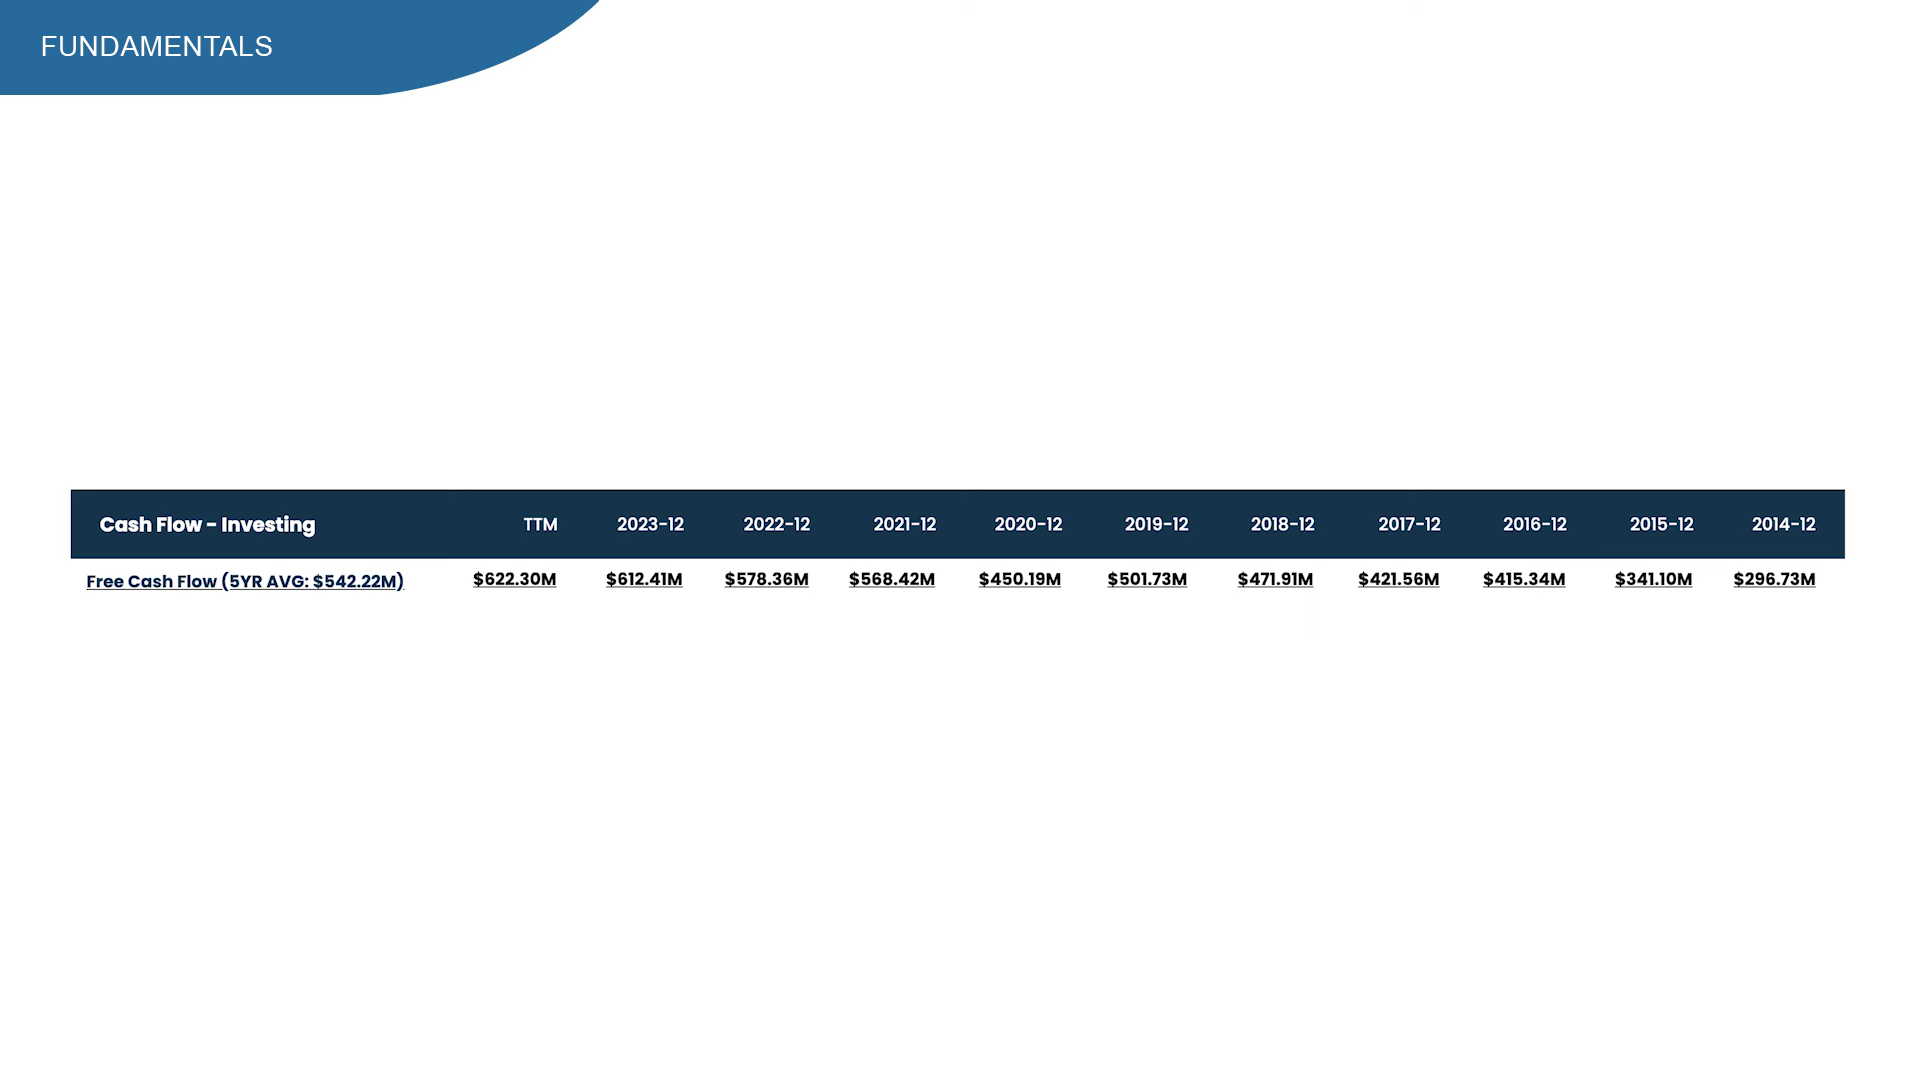 FUNDAMENTALS
Cash Flow - Investing TTM 2023-12 2022-12 2021-12 2020-12 2019-12 2018-12 2017-12 2016-12 2015-12 2014-12
Free Cash Flow (5YR AVG: $542.22M) $622.30M $612.41M $578.36M $568.42M $450.19M $501.73M $471.91M $421.56M $415.34M $341.10M $296.73M